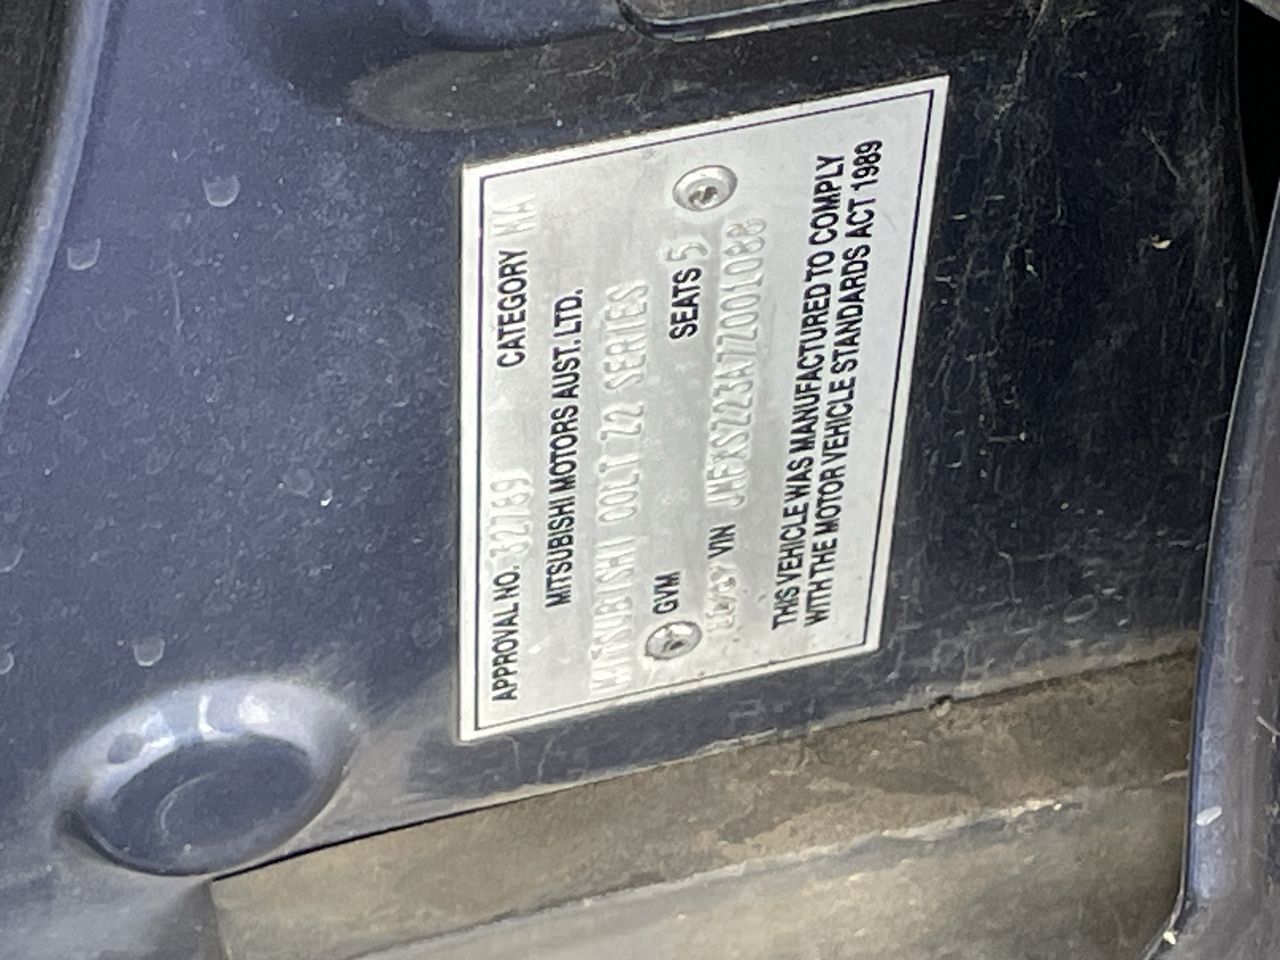 APPROVAL NO. 32789 CATEGORY MA
MITSUBISHI MOTORS AUST. LTD.
MITSUBISHI COLT Z2 SERIES
GVM SEATS 5
VIN JMFXSZ23A7Z001088
THIS VEHICLE WAS MANUFACTURED TO COMPLY
WITH THE MOTOR VEHICLE STANDARDS ACT 1989